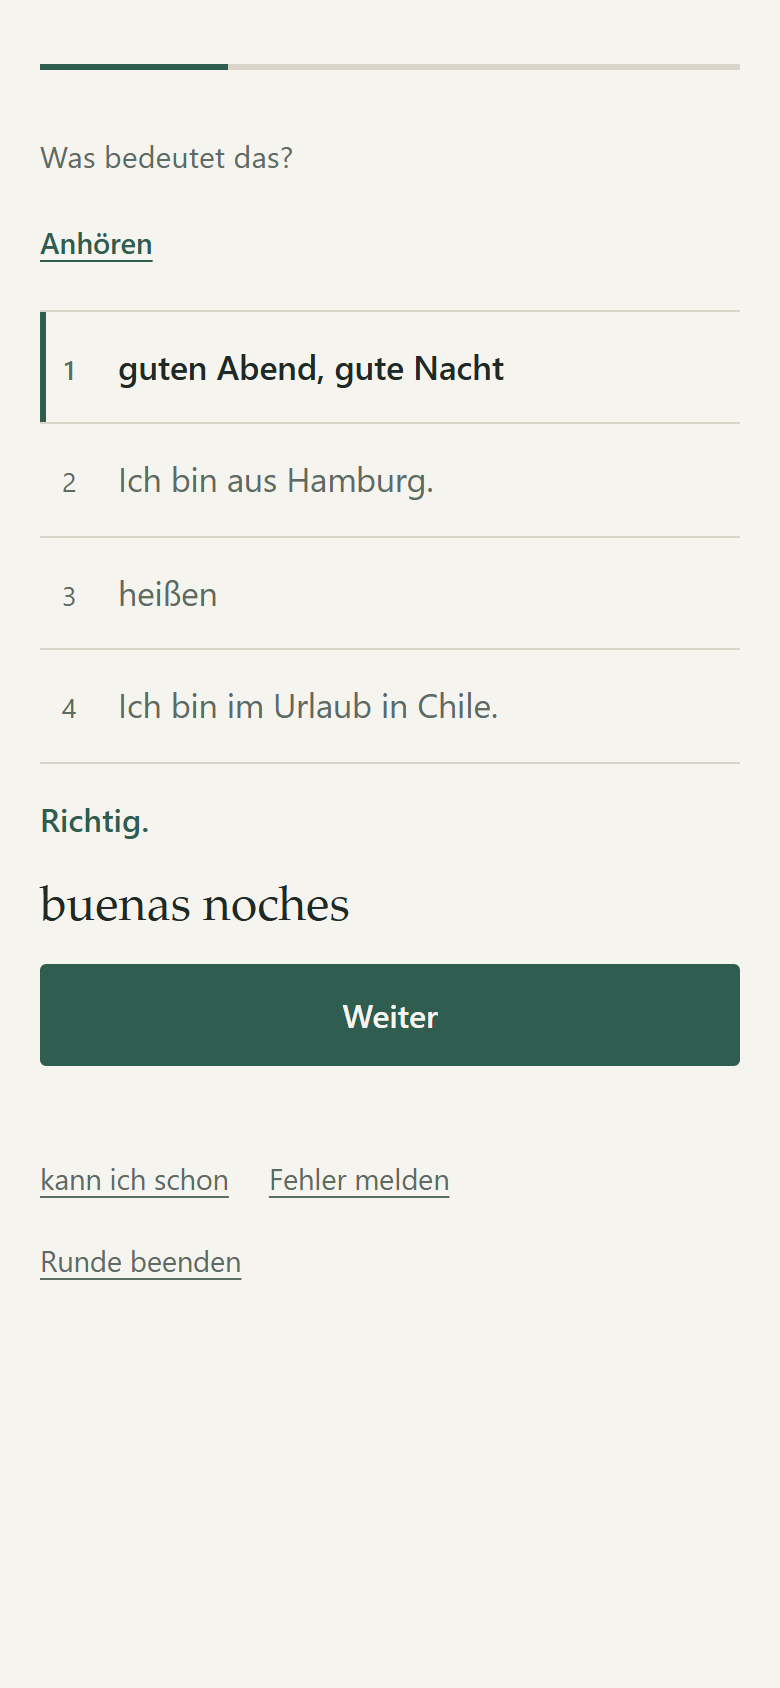 Was bedeutet das?
Anhören
1 guten Abend, gute Nacht
2 Ich bin aus Hamburg.
3 heißen
4 Ich bin im Urlaub in Chile.
Richtig.
buenas noches
Weiter
kann ich schon Fehler melden
Runde beenden